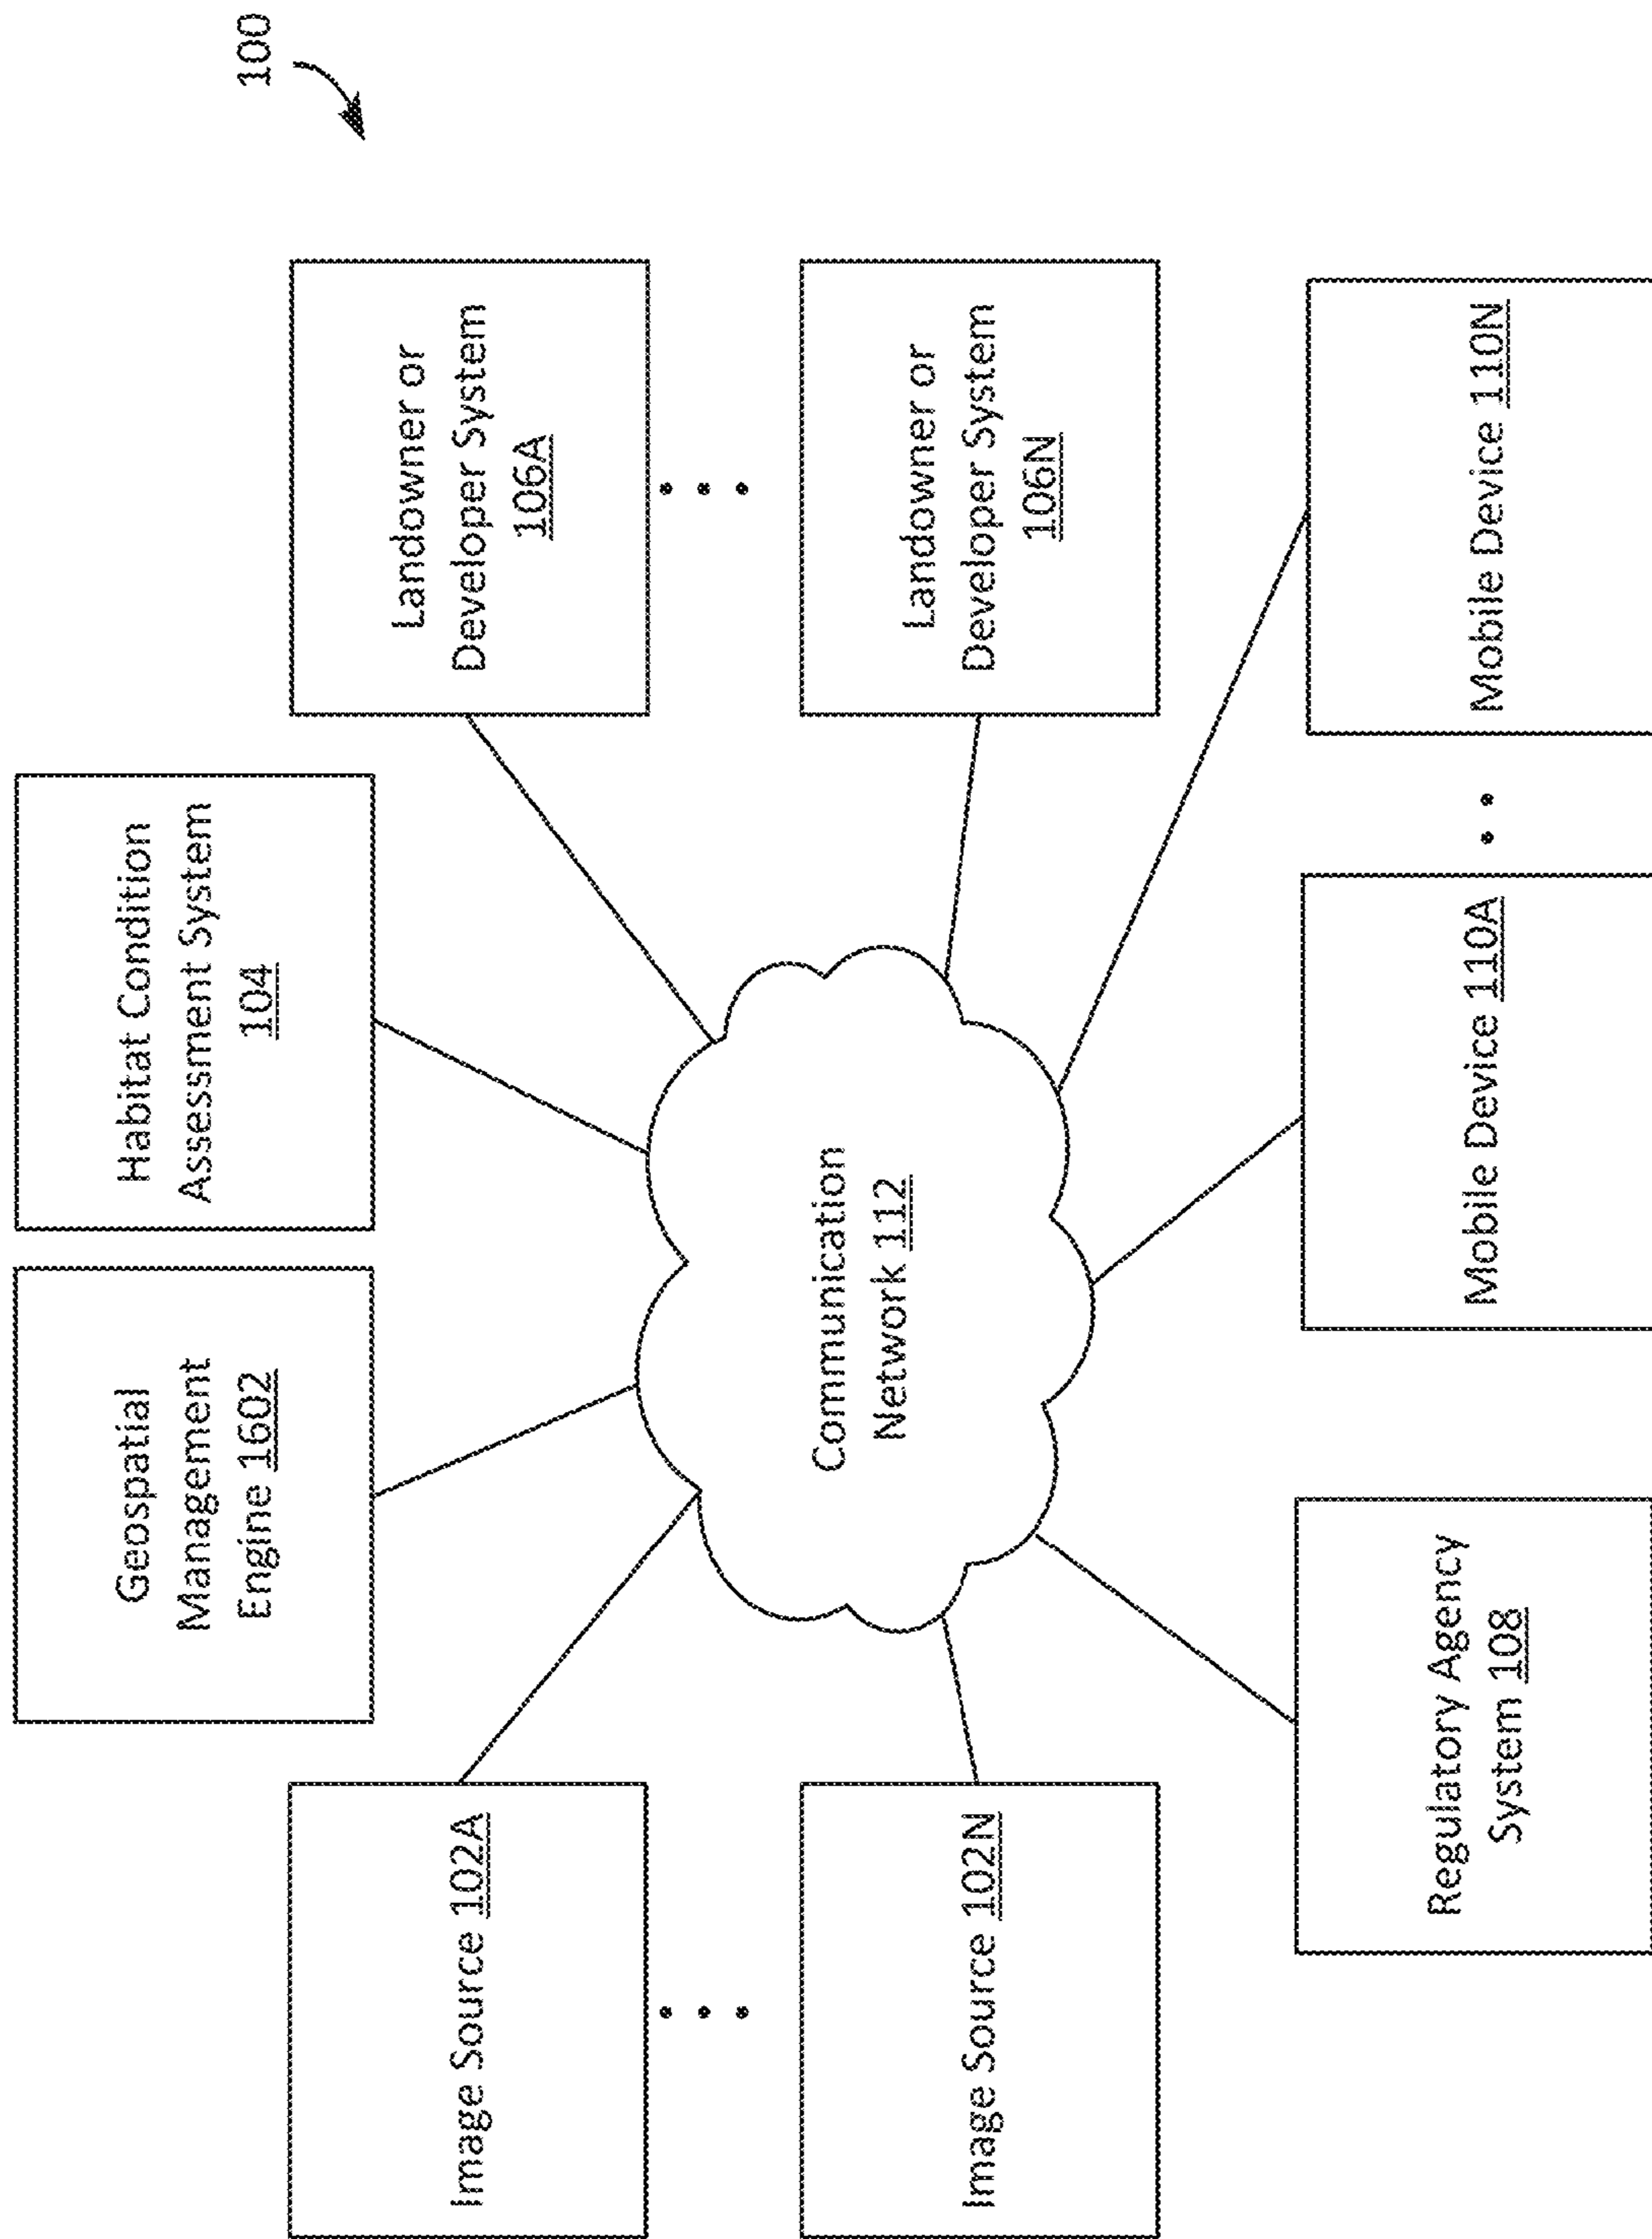 100
Geospatial
Management
Engine 1602
Habitat Condition
Assessment System
104
Image Source 102A
Landowner or
Developer System
106A
Communication
Network 112
Image Source 102N
Landowner or
Developer System
106N
Regulatory Agency
System 108
Mobile Device 110A
Mobile Device 110N